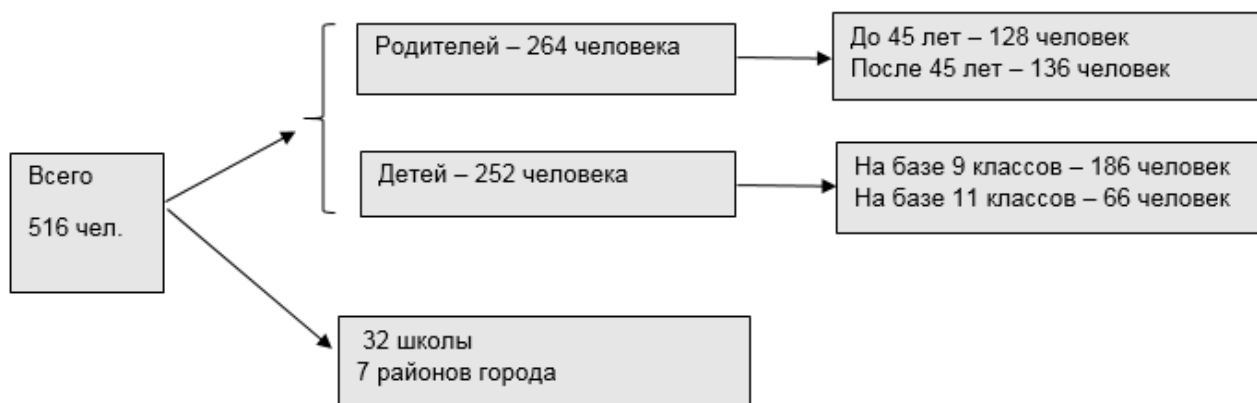 Всего
516 чел.
Родителей – 264 человека
До 45 лет – 128 человек
После 45 лет – 136 человек
Детей – 252 человека
На базе 9 классов – 186 человек
На базе 11 классов – 66 человек
32 школы
7 районов города